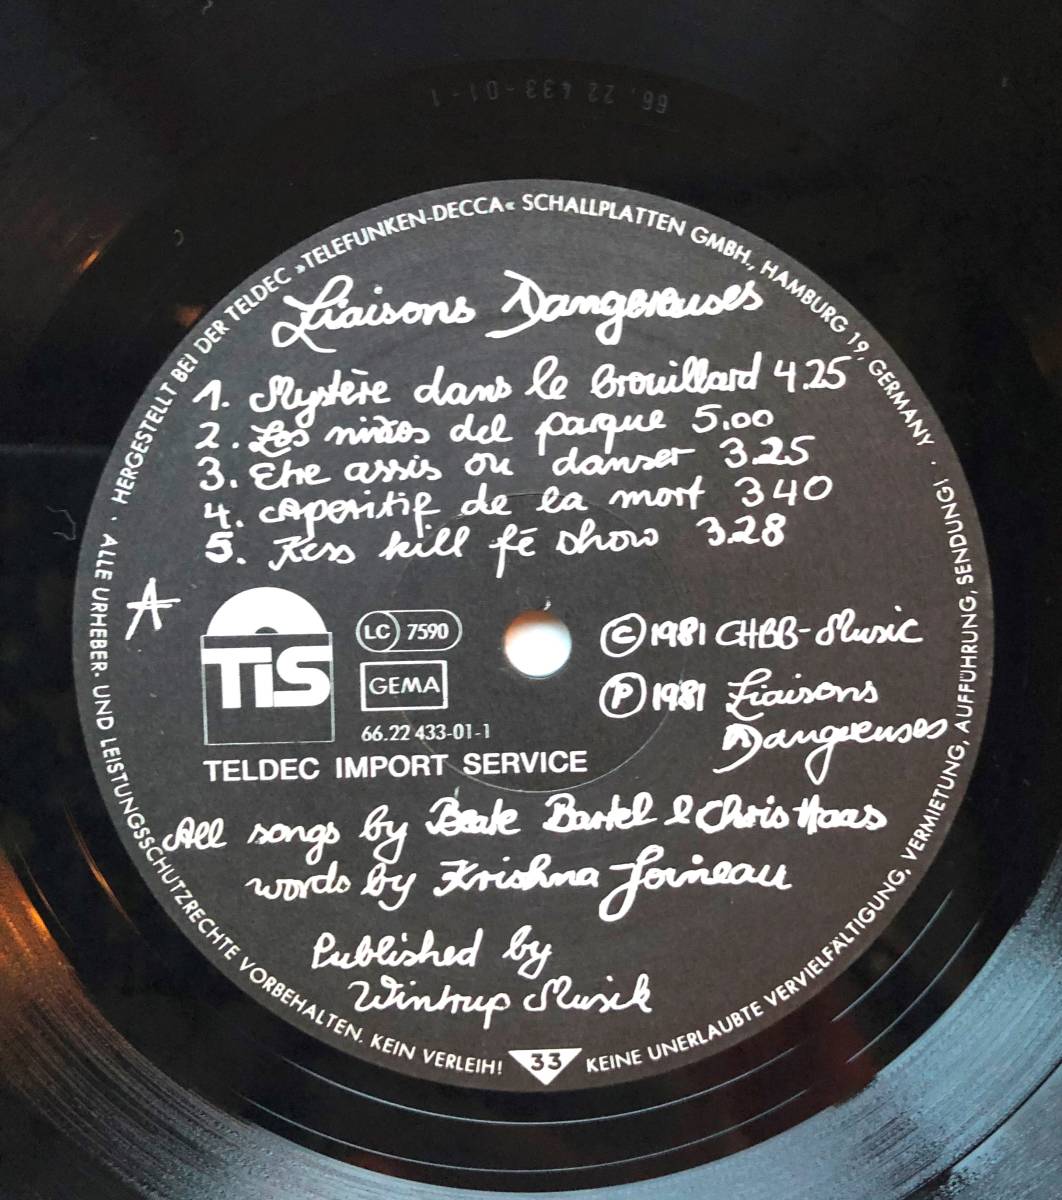 66.22 433-01-1
HERGESTELLT BEI DER TELDEC »TELEFUNKEN-DECCA« SCHALLPLATTEN GMBH., HAMBURG 19, GERMANY ·
Liaisons Dangereuses
1. Mystère dans le brouillard 4.25
2. Los niños del parque 5.00
3. Etre assis ou danser 3.25
4. Aperitif de la mort 340
5. Kess kill fé show 3.28
A
TiS
LC 7590
GEMA
66.22 433-01-1
TELDEC IMPORT SERVICE
© 1981 CHBB-Music
℗ 1981 Liaisons
Dangereuses
All songs by Beate Bartel & Chris Haas
words by Krishna Goineau
Published by
Wintrup Musik
· ALLE URHEBER- UND LEISTUNGSSCHUTZRECHTE VORBEHALTEN. KEIN VERLEIH!
33
KEINE UNERLAUBTE VERVIELFÄLTIGUNG, VERMIETUNG, AUFFÜHRUNG, SENDUNG!